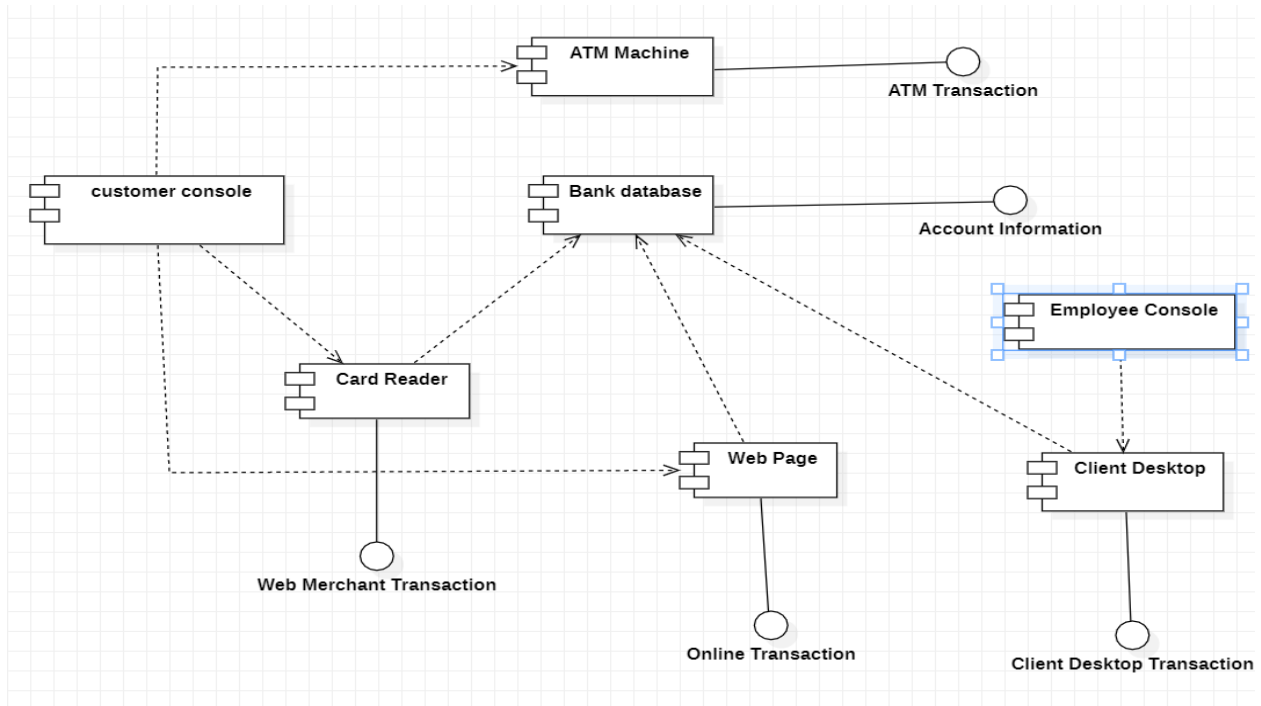 ATM Machine
ATM Transaction
customer console
Bank database
Account Information
Employee Console
Card Reader
Web Page
Client Desktop
Web Merchant Transaction
Online Transaction
Client Desktop Transaction